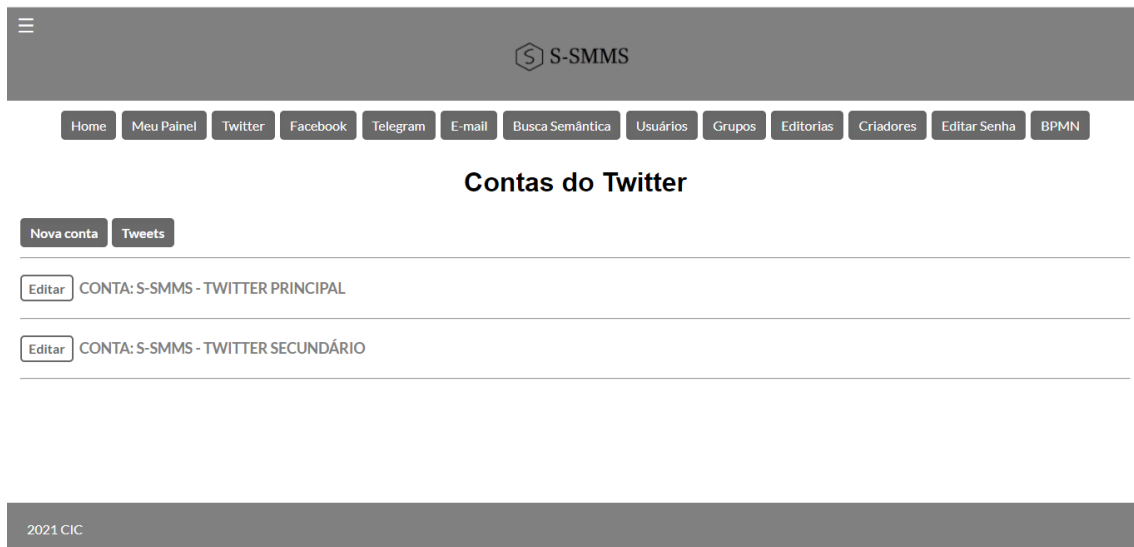 S-SMMS
Home Meu Painel Twitter Facebook Telegram E-mail Busca Semântica Usuários Grupos Editorias Criadores Editar Senha BPMN
Contas do Twitter
Nova conta Tweets
Editar CONTA: S-SMMS - TWITTER PRINCIPAL
Editar CONTA: S-SMMS - TWITTER SECUNDÁRIO
2021 CIC